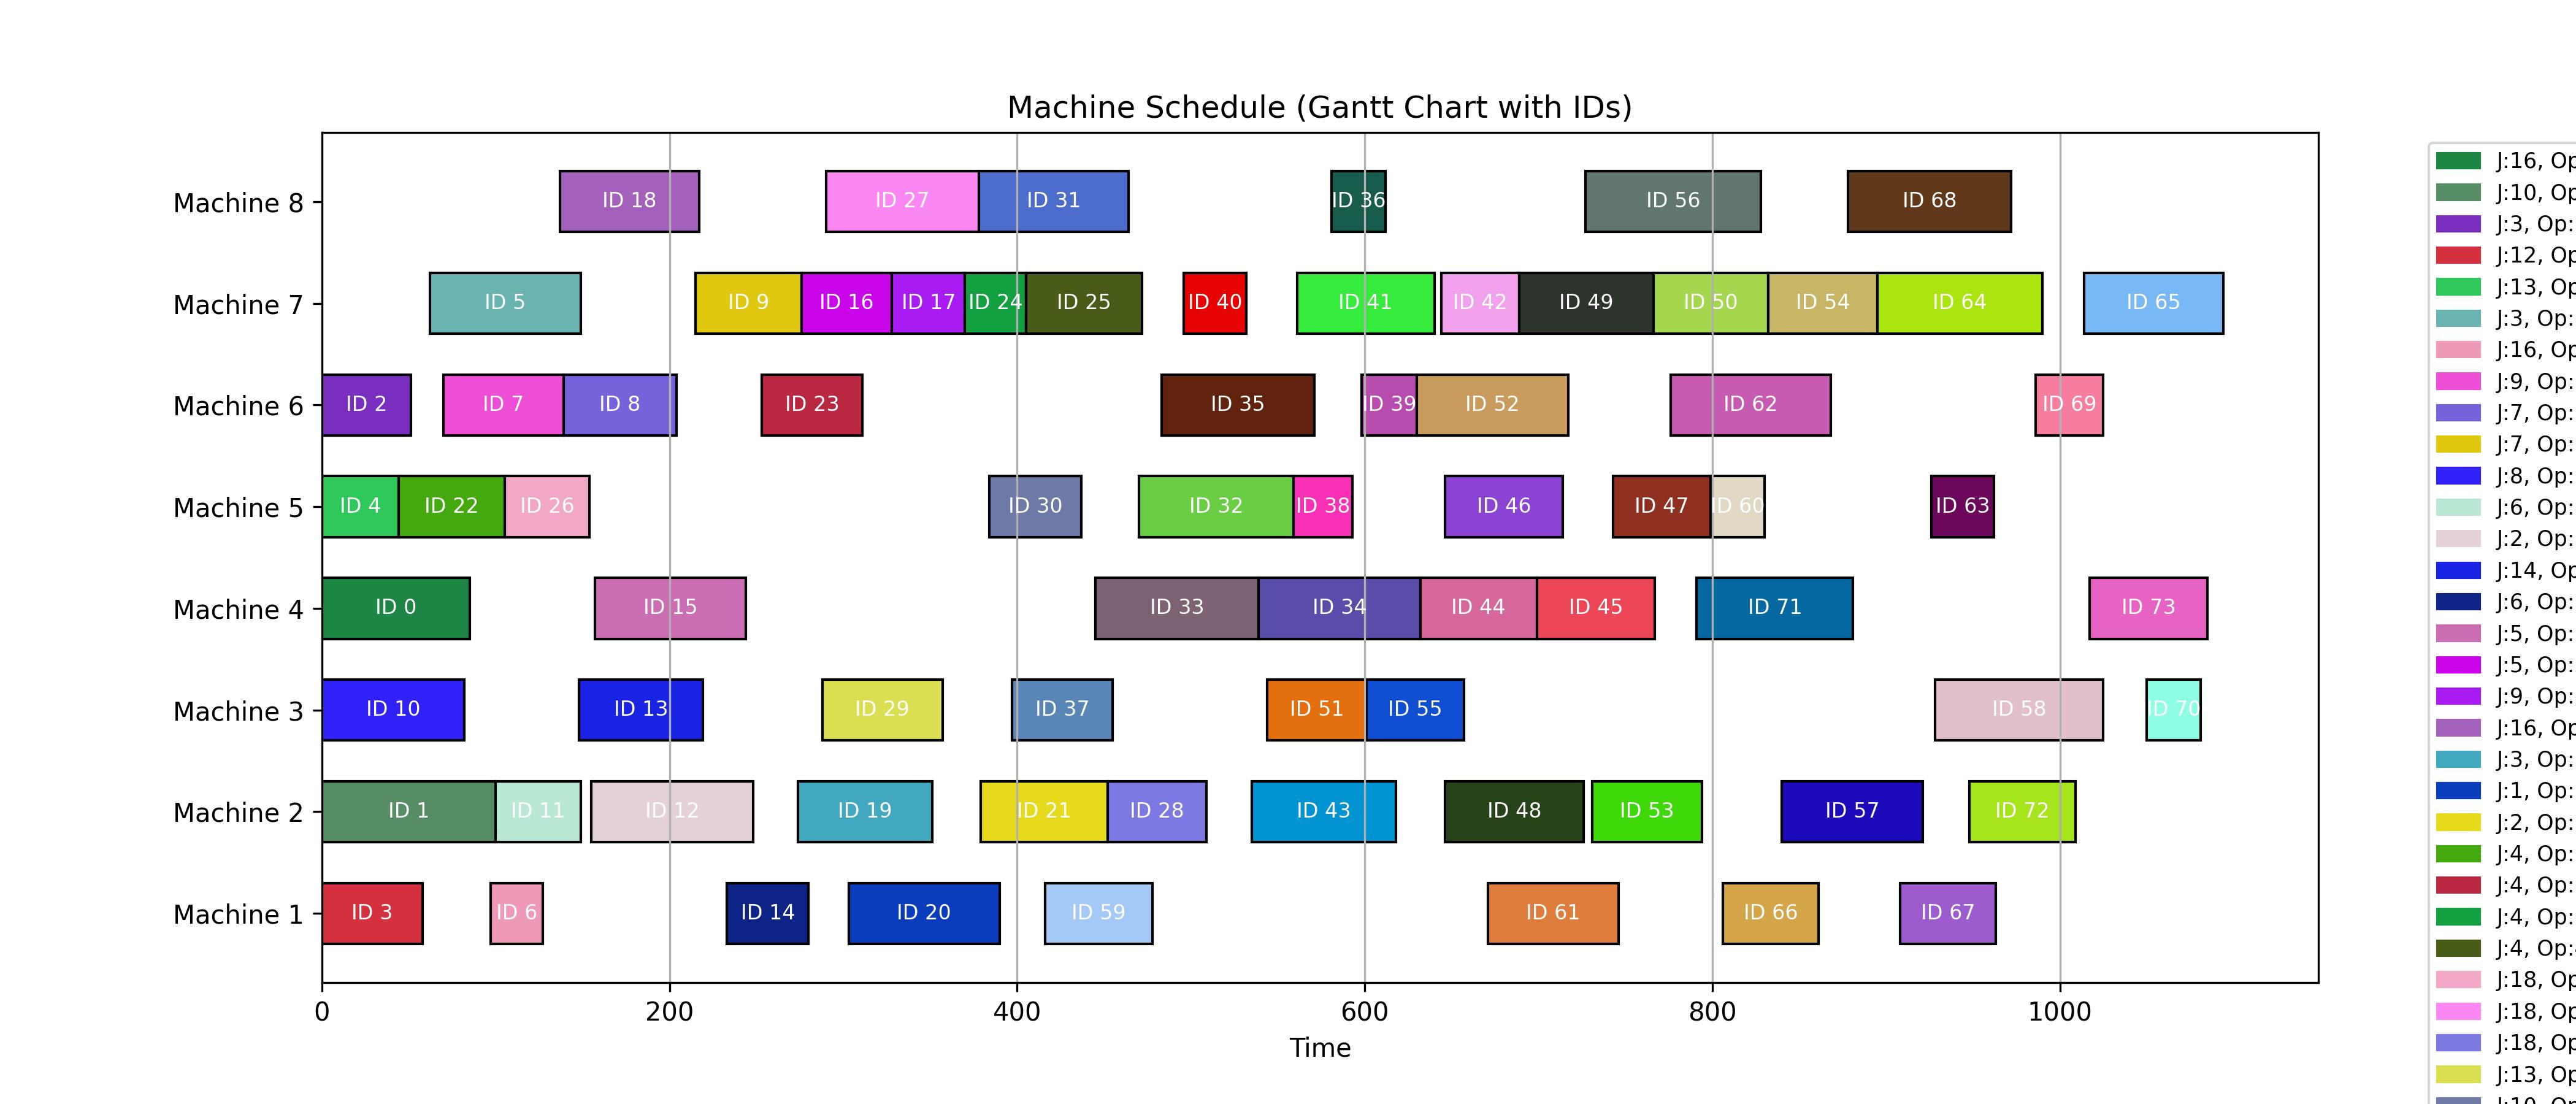 Machine Schedule (Gantt Chart with IDs)
Machine 8
ID 18
ID 27
ID 31
ID 36
ID 56
ID 68
Machine 7
ID 5
ID 9
ID 16
ID 17
ID 24
ID 25
ID 40
ID 41
ID 42
ID 49
ID 50
ID 54
ID 64
ID 65
Machine 6
ID 2
ID 7
ID 8
ID 23
ID 35
ID 39
ID 52
ID 62
ID 69
Machine 5
ID 4
ID 22
ID 26
ID 30
ID 32
ID 38
ID 46
ID 47
ID 60
ID 63
Machine 4
ID 0
ID 15
ID 33
ID 34
ID 44
ID 45
ID 71
ID 73
Machine 3
ID 10
ID 13
ID 29
ID 37
ID 51
ID 55
ID 58
ID 70
Machine 2
ID 1
ID 11
ID 12
ID 19
ID 21
ID 28
ID 43
ID 48
ID 53
ID 57
ID 72
Machine 1
ID 3
ID 6
ID 14
ID 20
ID 59
ID 61
ID 66
ID 67
0
200
400
600
800
1000
Time
J:16, Op
J:10, Op
J:3, Op:
J:12, Op
J:13, Op
J:3, Op:
J:16, Op
J:9, Op:
J:7, Op:
J:7, Op:
J:8, Op:
J:6, Op:
J:2, Op:
J:14, Op
J:6, Op:
J:5, Op:
J:5, Op:
J:9, Op:
J:16, Op
J:3, Op:
J:1, Op:
J:2, Op:
J:4, Op:
J:4, Op:
J:4, Op:
J:4, Op:
J:18, Op
J:18, Op
J:18, Op
J:13, Op